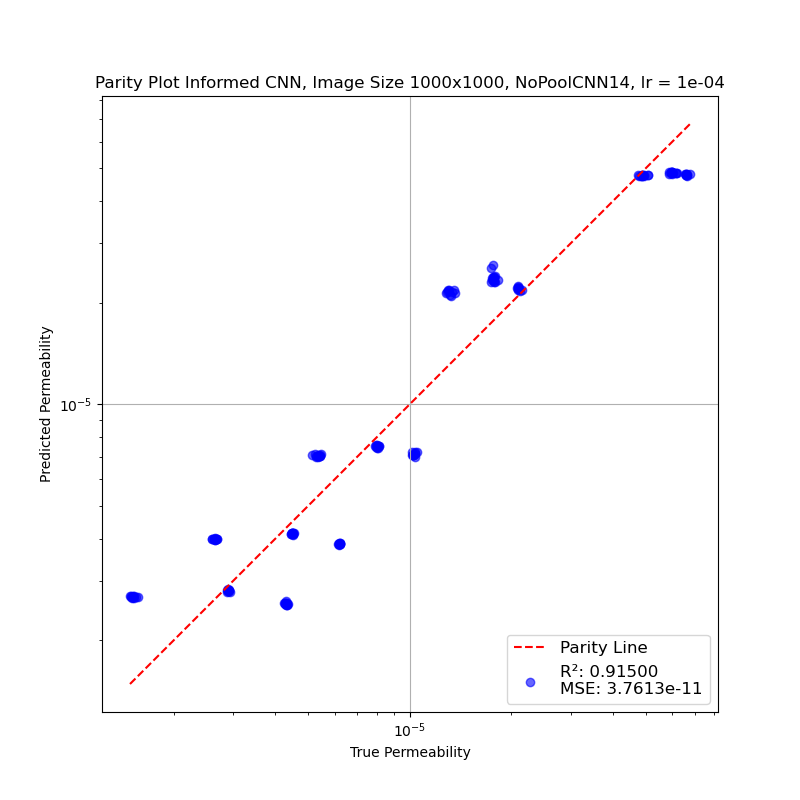 Parity Plot Informed CNN, Image Size 1000x1000, NoPoolCNN14, lr = 1e-04
Predicted Permeability
10⁻⁵
10⁻⁵
True Permeability
Parity Line
R²: 0.91500
MSE: 3.7613e-11